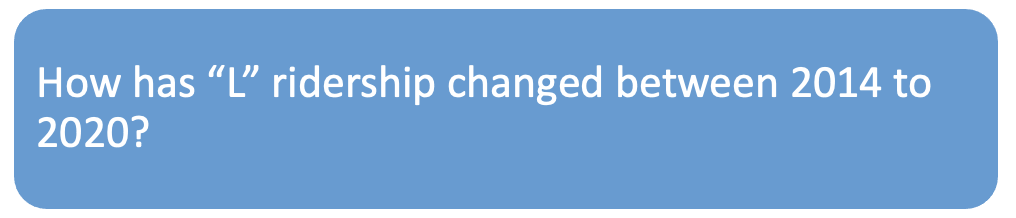 How has “L” ridership changed between 2014 to
2020?